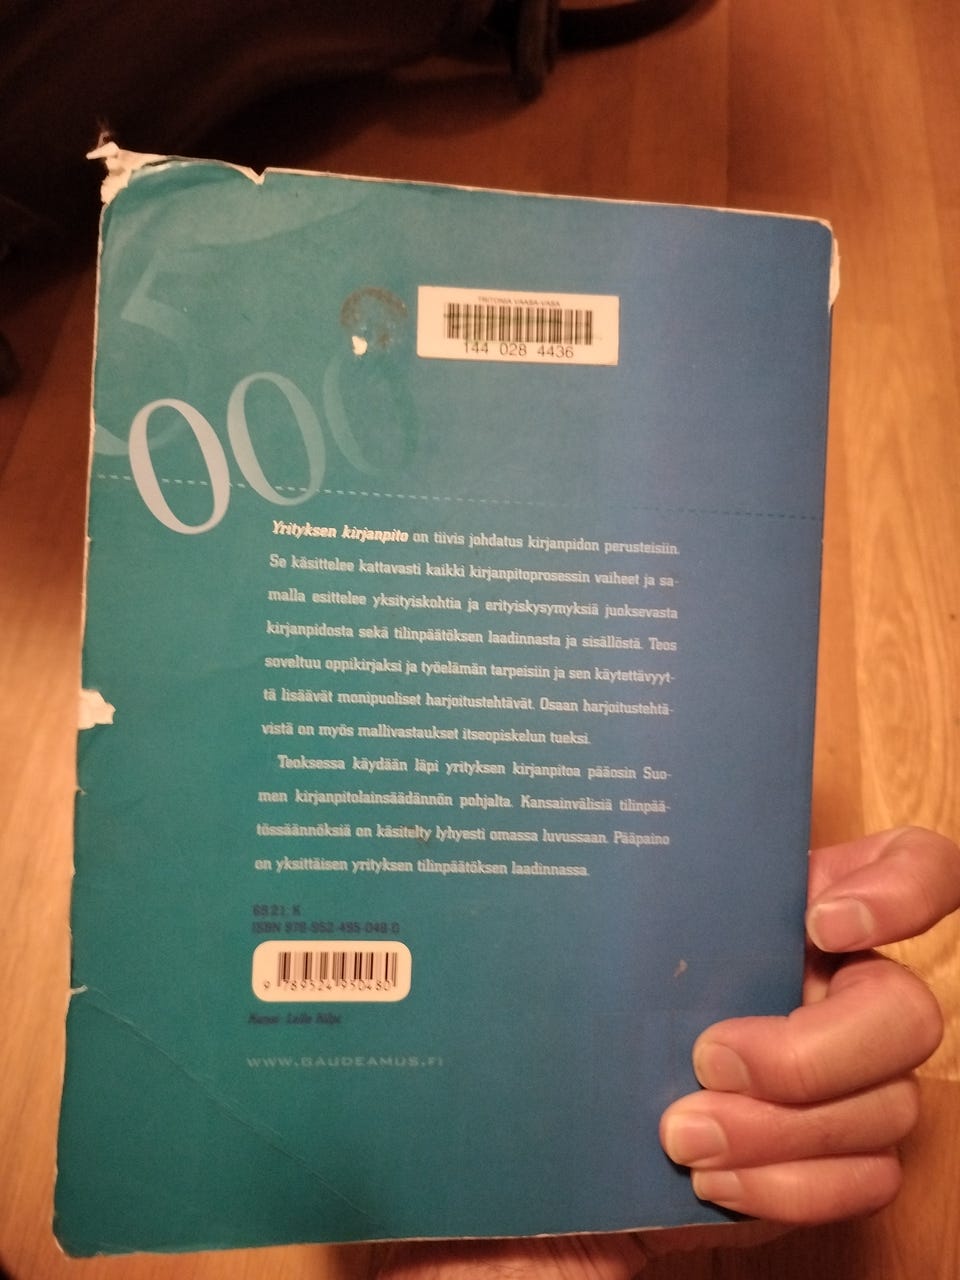 TRITONIA VAASA-VASA
144 028 4436
5
000
Yrityksen kirjanpito on tiivis johdatus kirjanpidon perusteisiin.
Se käsittelee kattavasti kaikki kirjanpitoprosessin vaiheet ja sa-
malla esittelee yksityiskohtia ja erityiskysymyksiä juoksevasta
kirjanpidosta sekä tilinpäätöksen laadinnasta ja sisällöstä. Teos
soveltuu oppikirjaksi ja työelämän tarpeisiin ja sen käytettävyyt-
tä lisäävät monipuoliset harjoitustehtävät. Osaan harjoitustehtä-
vistä on myös mallivastaukset itseopiskelun tueksi.
Teoksessa käydään läpi yrityksen kirjanpitoa pääosin Suo-
men kirjanpitolainsäädännön pohjalta. Kansainvälisiä tilinpää-
tössäännöksiä on käsitelty lyhyesti omassa luvussaan. Pääpaino
on yksittäisen yrityksen tilinpäätöksen laadinnassa.
68.21 K
ISBN 978-952-495-048-0
9 789524 950480
Kansi: Leila
WWW.GAUDEAMUS.FI